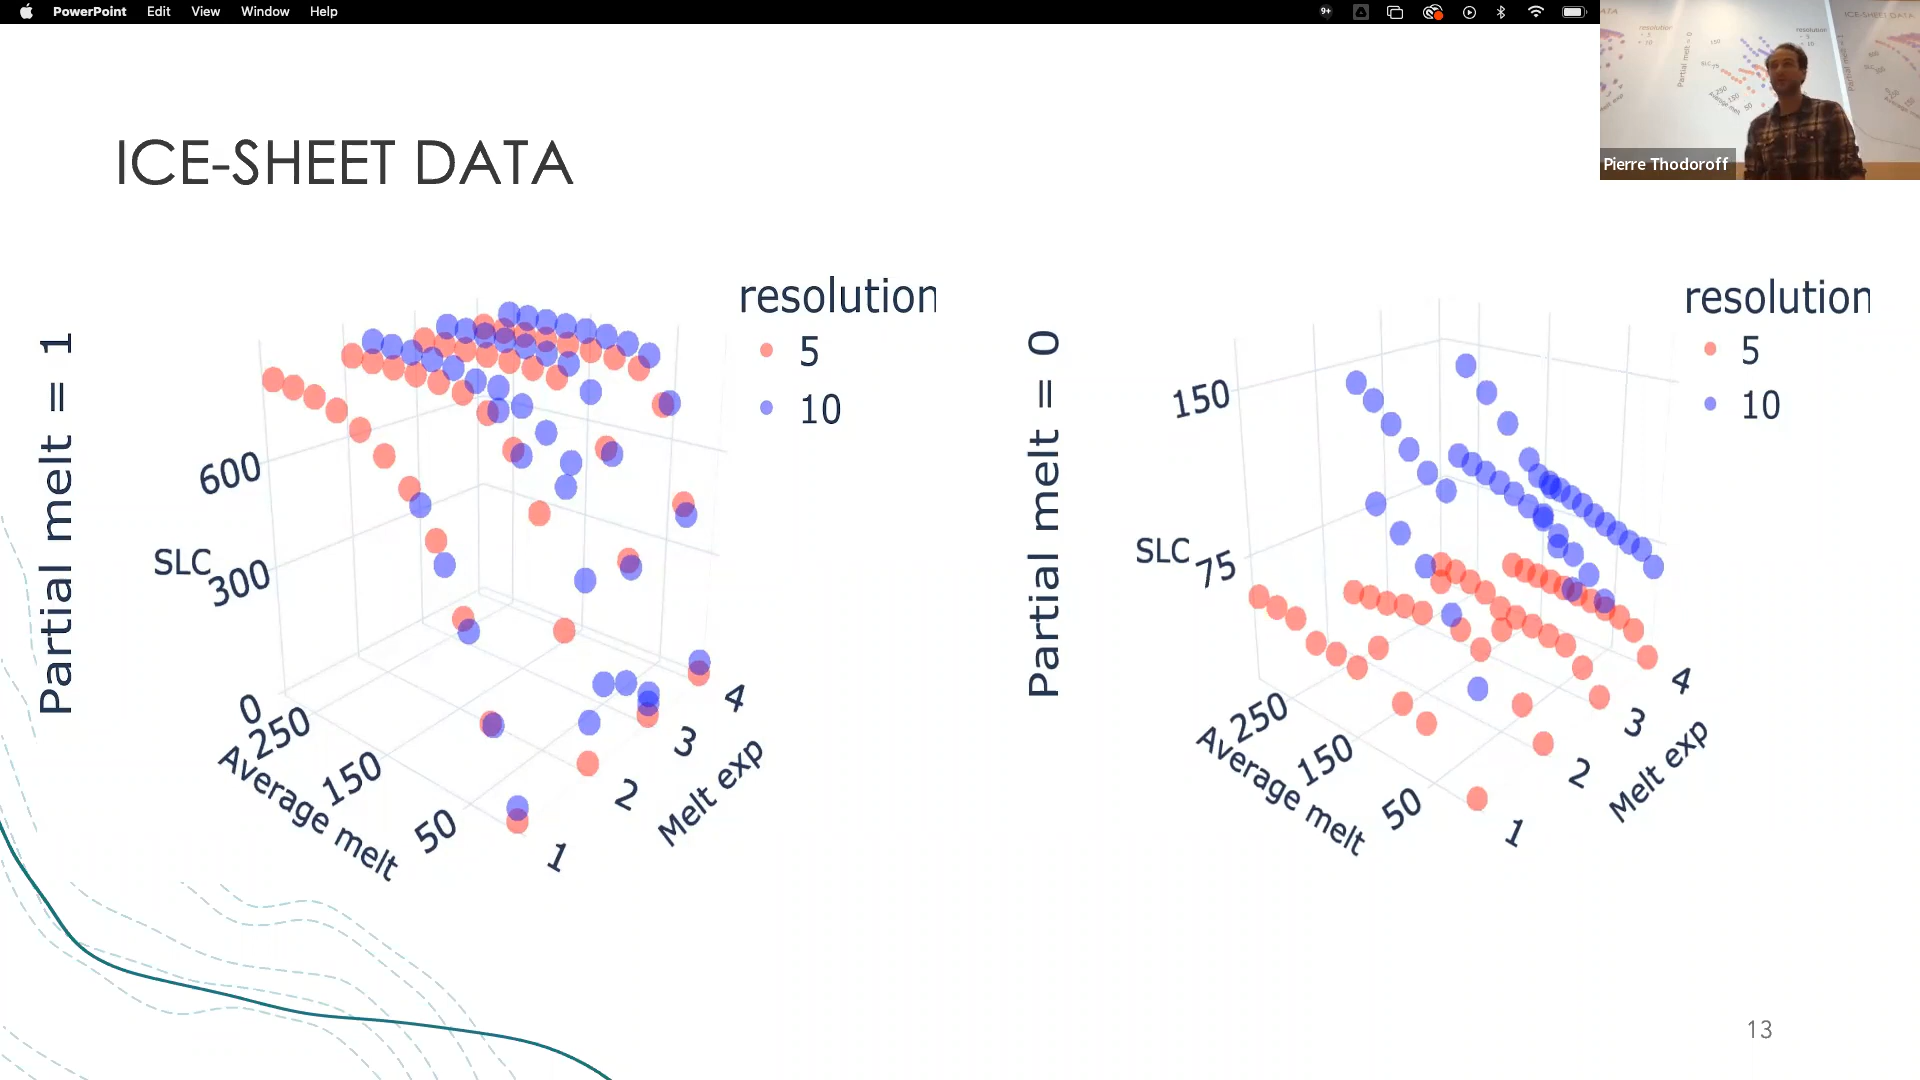 PowerPoint Edit View Window Help
9+
ICE-SHEET DATA
Pierre Thodoroff
Partial melt = 1
resolution
5
10
600
300
0
SLC
250
150
50
Average melt
1
2
3
4
Melt exp
Partial melt = 0
resolution
5
10
150
75
SLC
250
150
50
Average melt
1
2
3
4
Melt exp
13